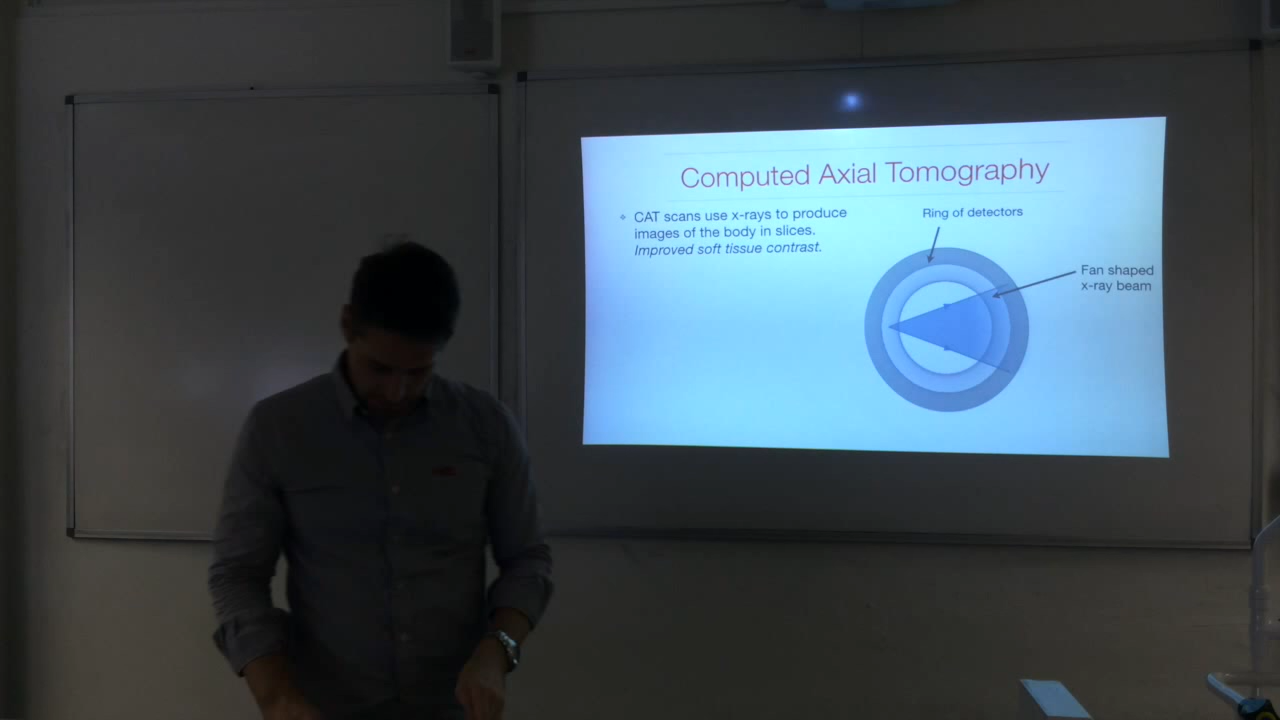 Computed Axial Tomography
CAT scans use x-rays to produce
images of the body in slices.
Improved soft tissue contrast.
Ring of detectors
Fan shaped
x-ray beam